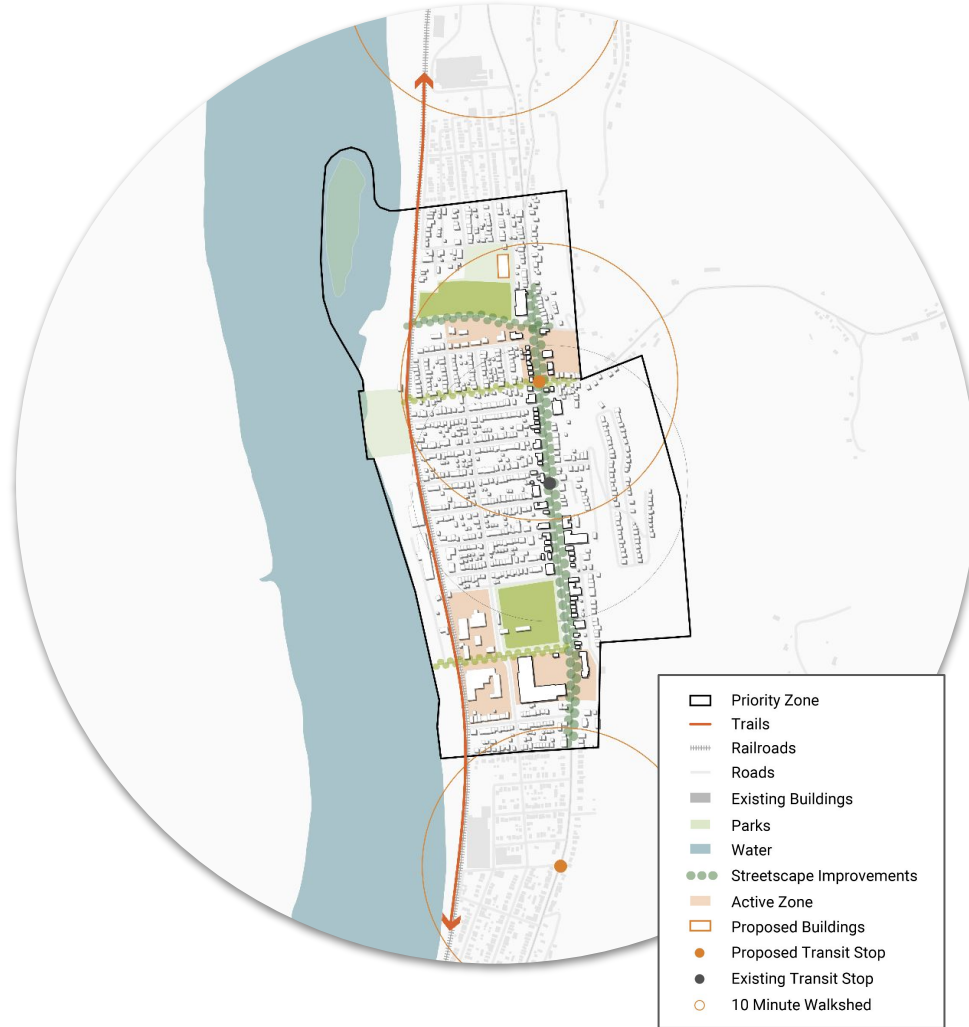 Priority Zone
Trails
Railroads
Roads
Existing Buildings
Parks
Water
Streetscape Improvements
Active Zone
Proposed Buildings
Proposed Transit Stop
Existing Transit Stop
10 Minute Walkshed